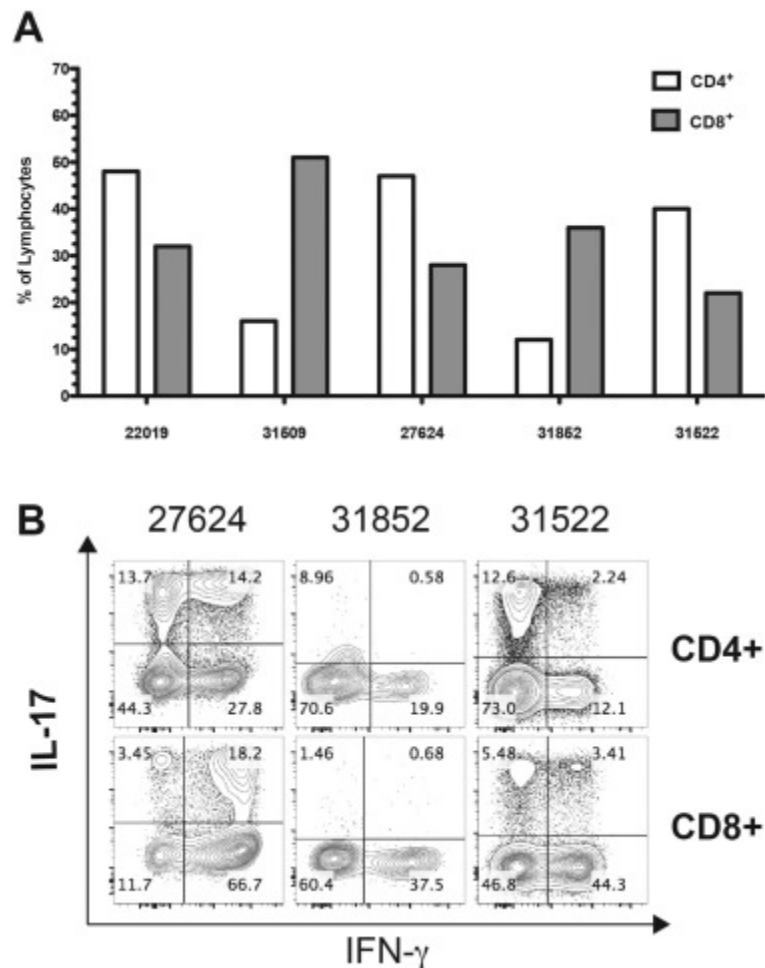 A
70
60
50
40
30
20
10
0
% of Lymphocytes
CD4+
CD8+
22019 31509 27624 31852 31522
B
27624 31852 31522
13.7 14.2 8.96 0.58 12.6 2.24
44.3 27.8 70.6 19.9 73.0 12.1
CD4+
3.45 18.2 1.46 0.68 5.48 3.41
11.7 66.7 60.4 37.5 46.8 44.3
CD8+
IL-17
IFN-γ